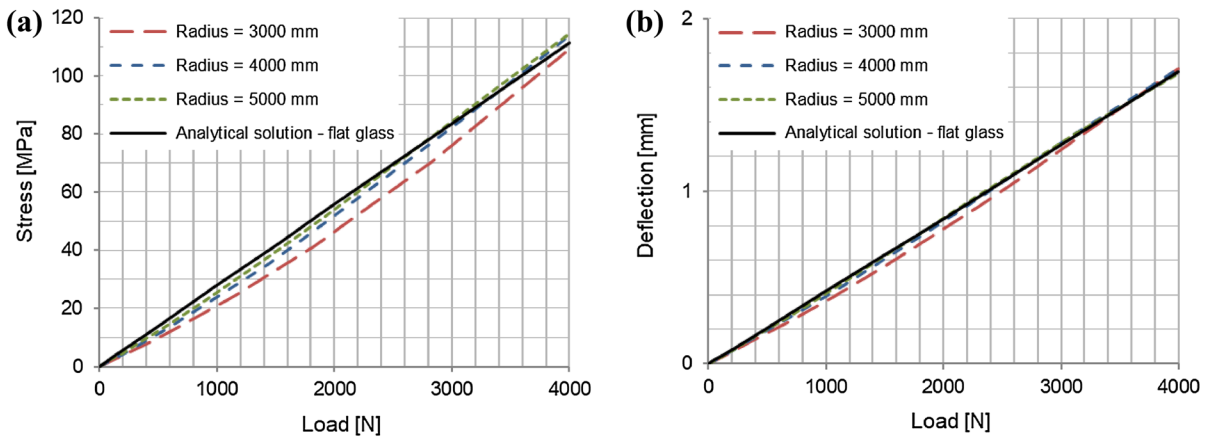 (a)
Stress [MPa]
120
100
80
60
40
20
0
Radius = 3000 mm
Radius = 4000 mm
Radius = 5000 mm
Analytical solution - flat glass
0 1000 2000 3000 4000
Load [N]
(b)
Deflection [mm]
2
1
0
Radius = 3000 mm
Radius = 4000 mm
Radius = 5000 mm
Analytical solution - flat glass
0 1000 2000 3000 4000
Load [N]